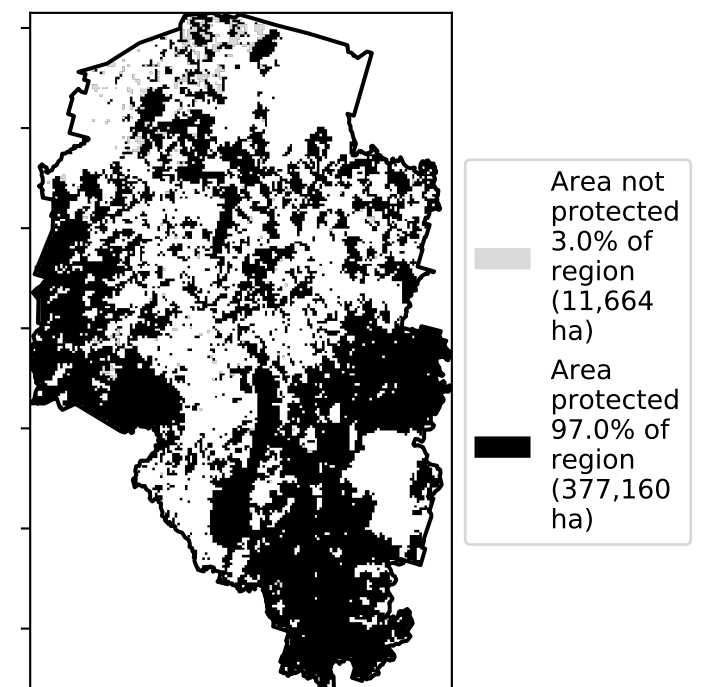 Area not
protected
3.0% of
region
(11,664
ha)
Area
protected
97.0% of
region
(377,160
ha)